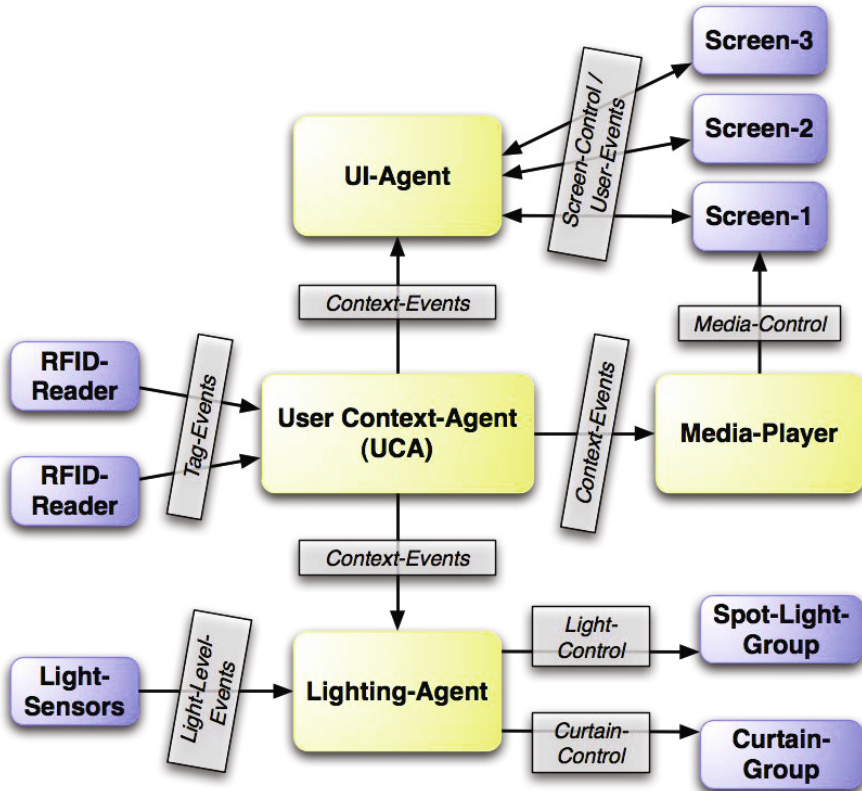 Screen-3
Screen-Control /
User-Events
Screen-2
UI-Agent
Screen-1
Context-Events
Media-Control
RFID-
Reader
Tag-Events
User Context-Agent
(UCA)
Context-Events
Media-Player
RFID-
Reader
Context-Events
Light-
Control
Spot-Light-
Group
Light-
Sensors
Light-Level-
Events
Lighting-Agent
Curtain-
Control
Curtain-
Group